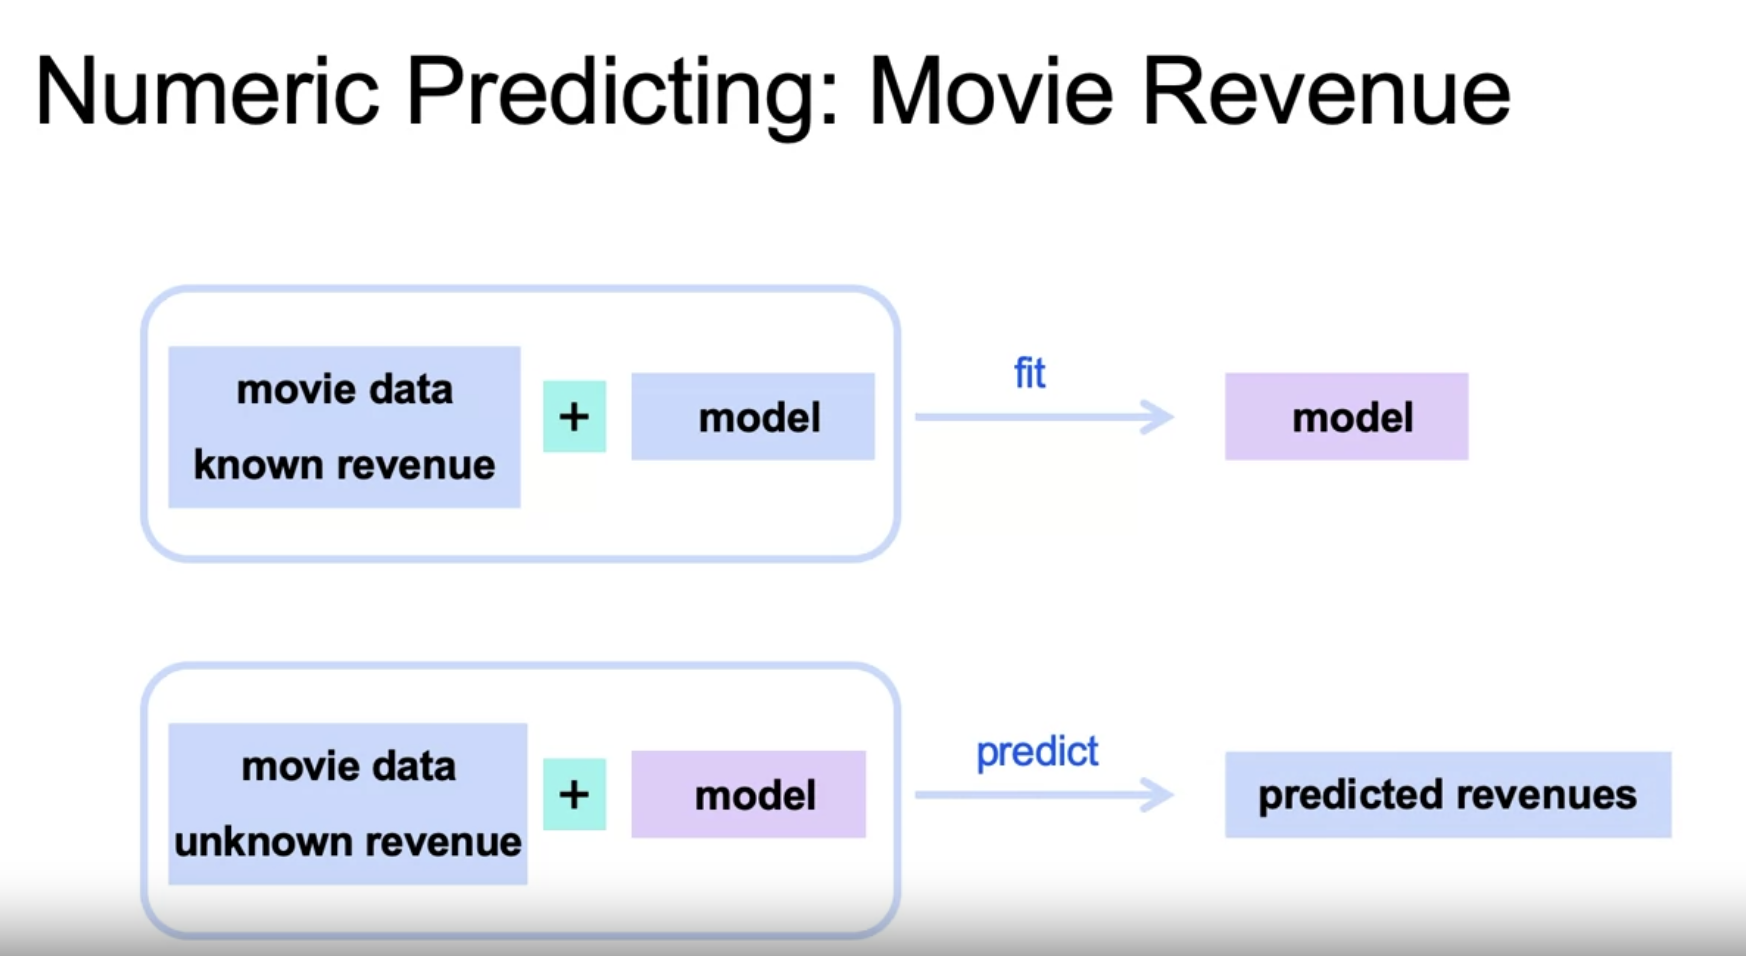 Numeric Predicting: Movie Revenue
movie data
known revenue
+
model
fit
model
movie data
unknown revenue
+
model
predict
predicted revenues